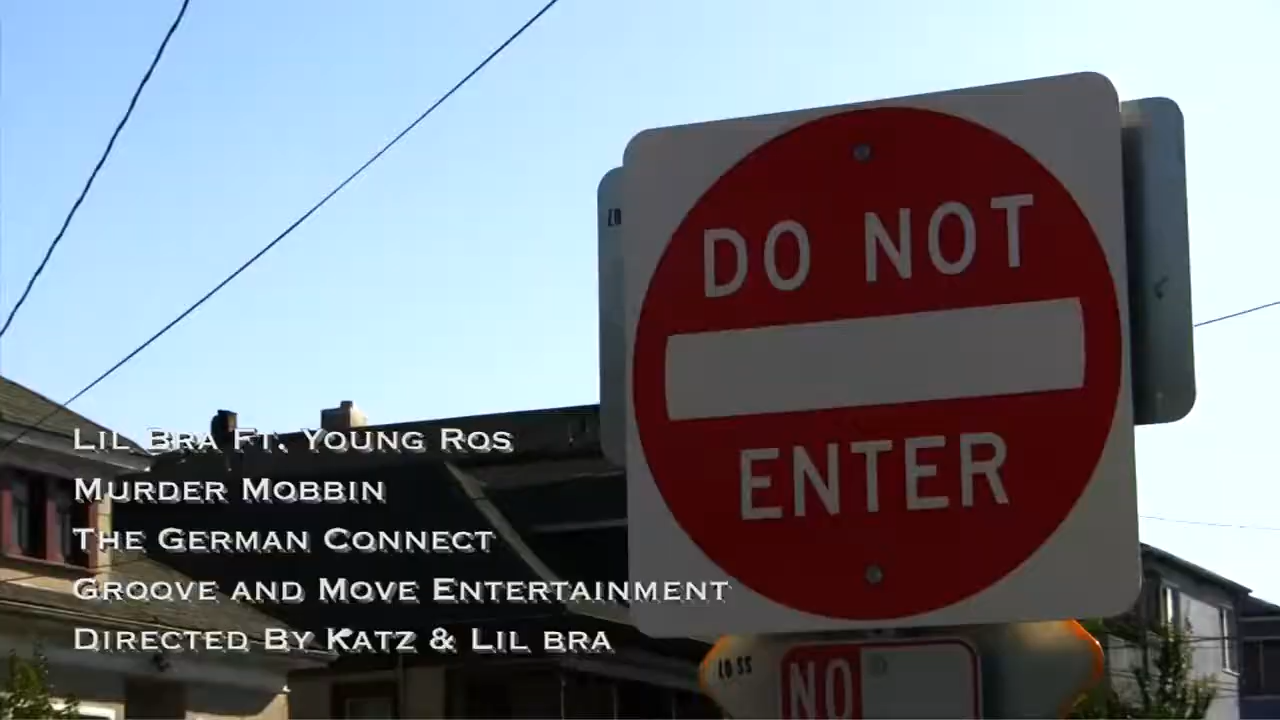 DO NOT
ENTER
LIL BRA FT. YOUNG ROS
MURDER MOBBIN
THE GERMAN CONNECT
GROOVE AND MOVE ENTERTAINMENT
DIRECTED BY KATZ & LIL BRA
NO